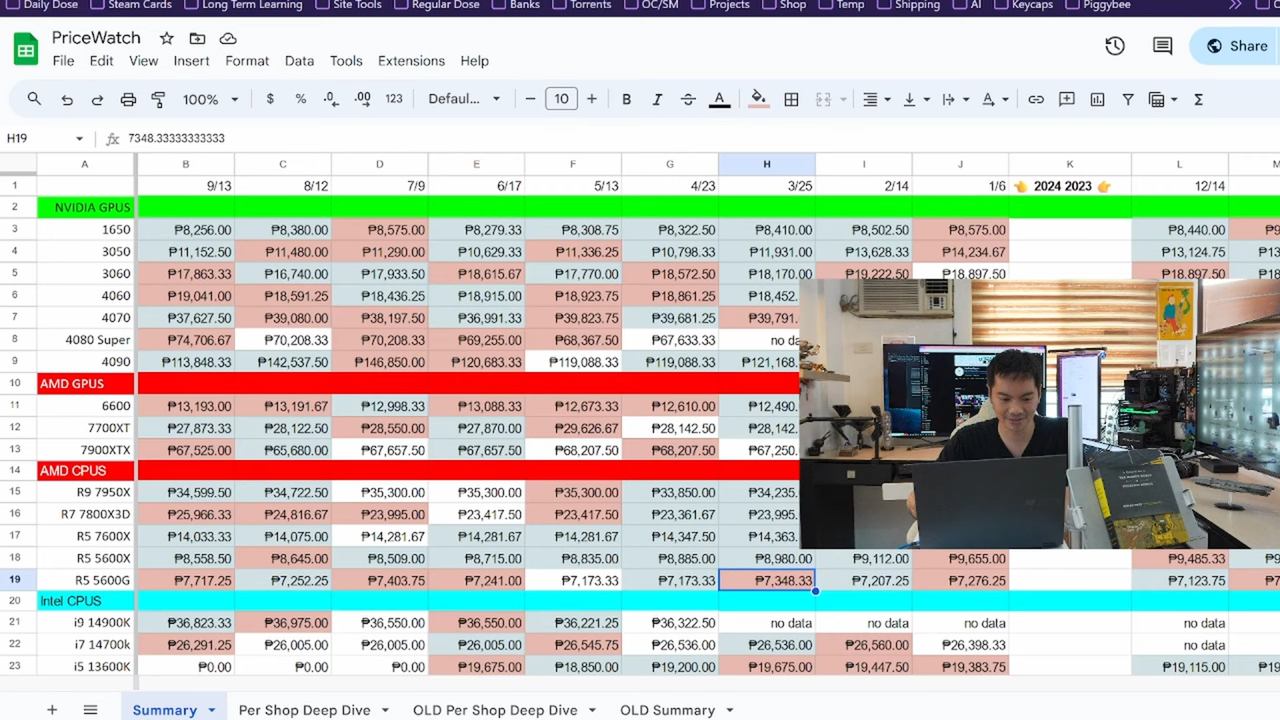 Daily Dose Steam Cards Long Term Learning Site Tools Regular Dose Banks Torrents OC/SM Projects Shop Temp Shipping AI Keycaps Piggybee
PriceWatch
File Edit View Insert Format Data Tools Extensions Help
Share
100% $ % .0 .00 123 Defaul... 10 B I A
H19 fx 7348.33333333333
A B C D E F G H I J K L M
1 9/13 8/12 7/9 6/17 5/13 4/23 3/25 2/14 1/6 👈 2024 2023 👉 12/14
2 NVIDIA GPUS
3 1650 ₱8,256.00 ₱8,380.00 ₱8,575.00 ₱8,279.33 ₱8,308.75 ₱8,322.50 ₱8,410.00 ₱8,502.50 ₱8,575.00 ₱8,440.00
4 3050 ₱11,152.50 ₱11,480.00 ₱11,290.00 ₱10,629.33 ₱11,336.25 ₱10,798.33 ₱11,931.00 ₱13,628.33 ₱14,234.67 ₱13,124.75
5 3060 ₱17,863.33 ₱16,740.00 ₱17,933.50 ₱18,615.67 ₱17,770.00 ₱18,572.50 ₱18,170.00 ₱19,222.50 ₱18,897.50 ₱18,897.50
6 4060 ₱19,041.00 ₱18,591.25 ₱18,436.25 ₱18,915.00 ₱18,923.75 ₱18,861.25 ₱18,452.
7 4070 ₱37,627.50 ₱39,080.00 ₱38,197.50 ₱36,991.33 ₱39,823.75 ₱39,681.25 ₱39,791.
8 4080 Super ₱74,706.67 ₱70,208.33 ₱70,208.33 ₱69,255.00 ₱68,367.50 ₱67,633.33 no da
9 4090 ₱142,537.50 ₱146,850.00 ₱120,683.33 ₱119,088.33 ₱119,088.33 ₱121,168.
10 AMD GPUS
11 6600 ₱13,193.00 ₱13,191.67 ₱12,998.33 ₱13,088.33 ₱12,673.33 ₱12,610.00 ₱12,490.
12 7700XT ₱27,873.33 ₱28,122.50 ₱28,550.00 ₱27,870.00 ₱29,626.67 ₱28,142.50 ₱28,142.
13 7900XTX ₱67,525.00 ₱65,680.00 ₱67,657.50 ₱67,657.50 ₱68,207.50 ₱68,207.50 ₱67,250.
14 AMD CPUS
15 R9 7950X ₱34,599.50 ₱34,722.50 ₱35,300.00 ₱35,300.00 ₱35,300.00 ₱33,850.00 ₱34,235.
16 R7 7800X3D ₱25,966.33 ₱24,816.67 ₱23,995.00 ₱23,417.50 ₱23,417.50 ₱23,361.67 ₱23,995.
17 R5 7600X ₱14,033.33 ₱14,075.00 ₱14,281.67 ₱14,281.67 ₱14,281.67 ₱14,347.50 ₱14,363.
18 R5 5600X ₱8,558.50 ₱8,645.00 ₱8,509.00 ₱8,715.00 ₱8,835.00 ₱8,885.00 ₱8,980.00 ₱9,112.00 ₱9,655.00 ₱9,485.33
19 R5 5600G ₱7,717.25 ₱7,252.25 ₱7,403.75 ₱7,241.00 ₱7,173.33 ₱7,173.33 ₱7,348.33 ₱7,207.25 ₱7,276.25 ₱7,123.75
20 Intel CPUS
21 i9 14900K ₱36,823.33 ₱36,975.00 ₱36,550.00 ₱36,550.00 ₱36,221.25 ₱36,322.50 no data no data no data no data
22 i7 14700k ₱26,291.25 ₱26,005.00 ₱26,005.00 ₱26,005.00 ₱26,545.75 ₱26,536.00 ₱26,536.00 ₱26,560.00 ₱26,398.33 no data
23 i5 13600K ₱0.00 ₱0.00 ₱0.00 ₱19,675.00 ₱18,850.00 ₱19,200.00 ₱19,675.00 ₱19,447.50 ₱19,383.75 ₱19,115.00
Summary Per Shop Deep Dive OLD Per Shop Deep Dive OLD Summary